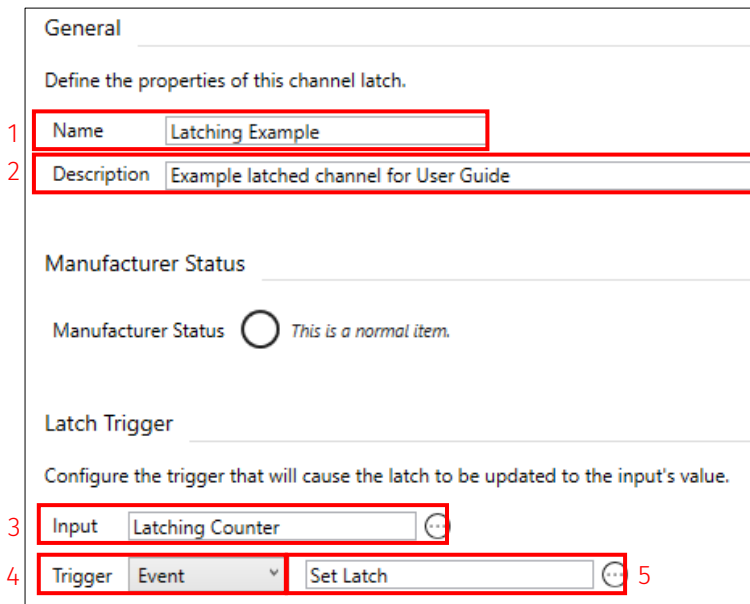 General
Define the properties of this channel latch.
1 Name Latching Example
2 Description Example latched channel for User Guide
Manufacturer Status
Manufacturer Status This is a normal item.
Latch Trigger
Configure the trigger that will cause the latch to be updated to the input's value.
3 Input Latching Counter
4 Trigger Event Set Latch 5